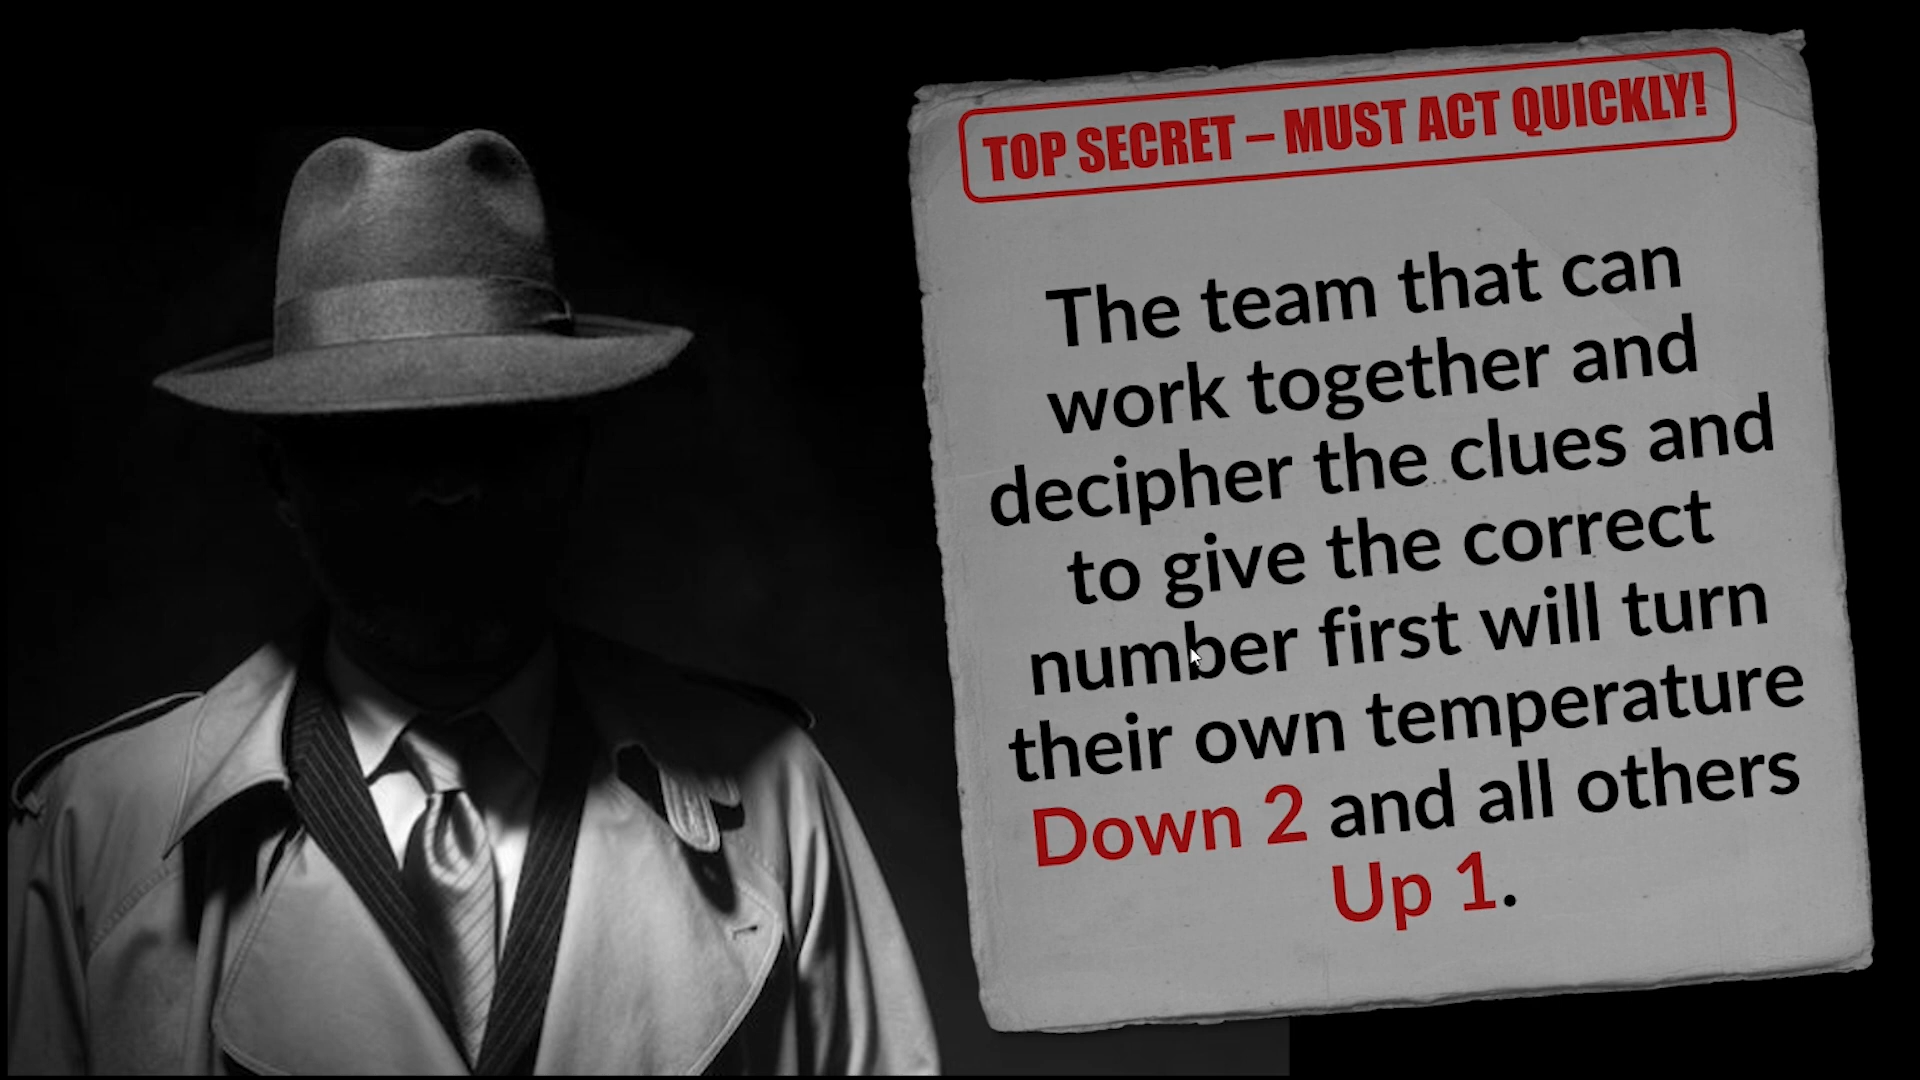 TOP SECRET – MUST ACT QUICKLY!
The team that can
work together and
decipher the clues and
to give the correct
number first will turn
their own temperature
Down 2 and all others
Up 1.